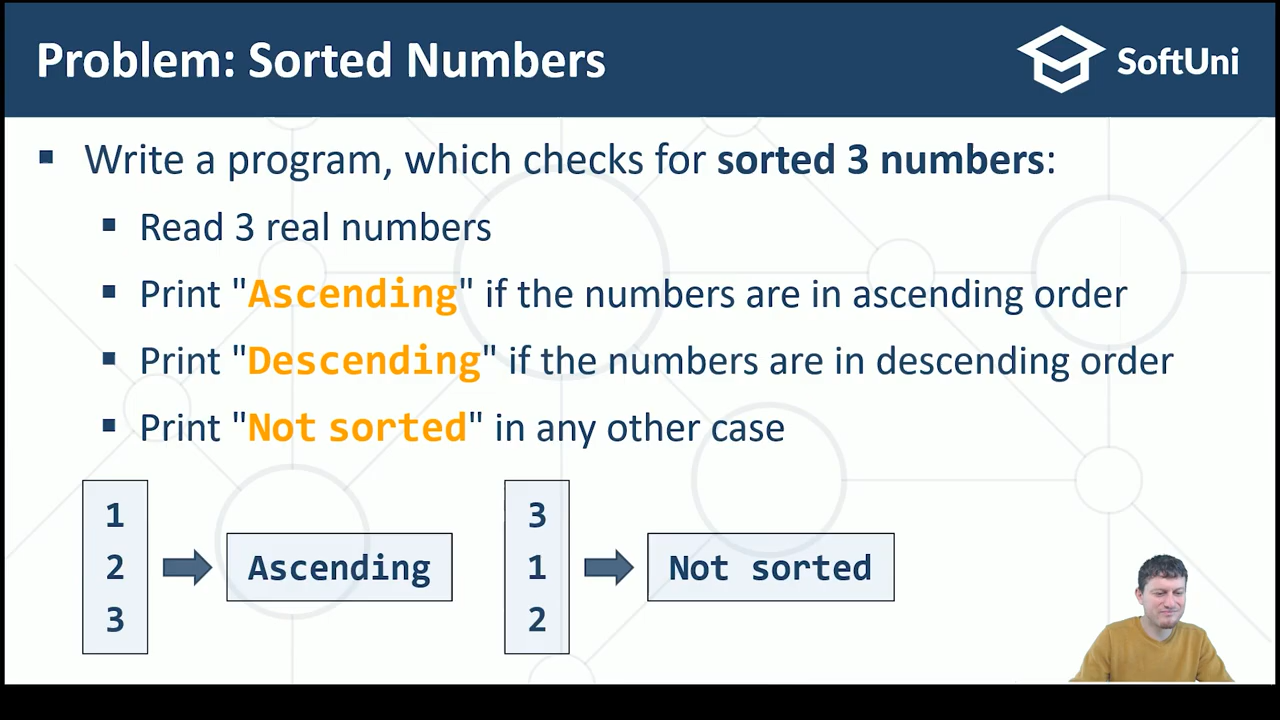 Problem: Sorted Numbers
SoftUni
▪ Write a program, which checks for sorted 3 numbers:
▪ Read 3 real numbers
▪ Print "Ascending" if the numbers are in ascending order
▪ Print "Descending" if the numbers are in descending order
▪ Print "Not sorted" in any other case
1
2
3
Ascending
3
1
2
Not sorted